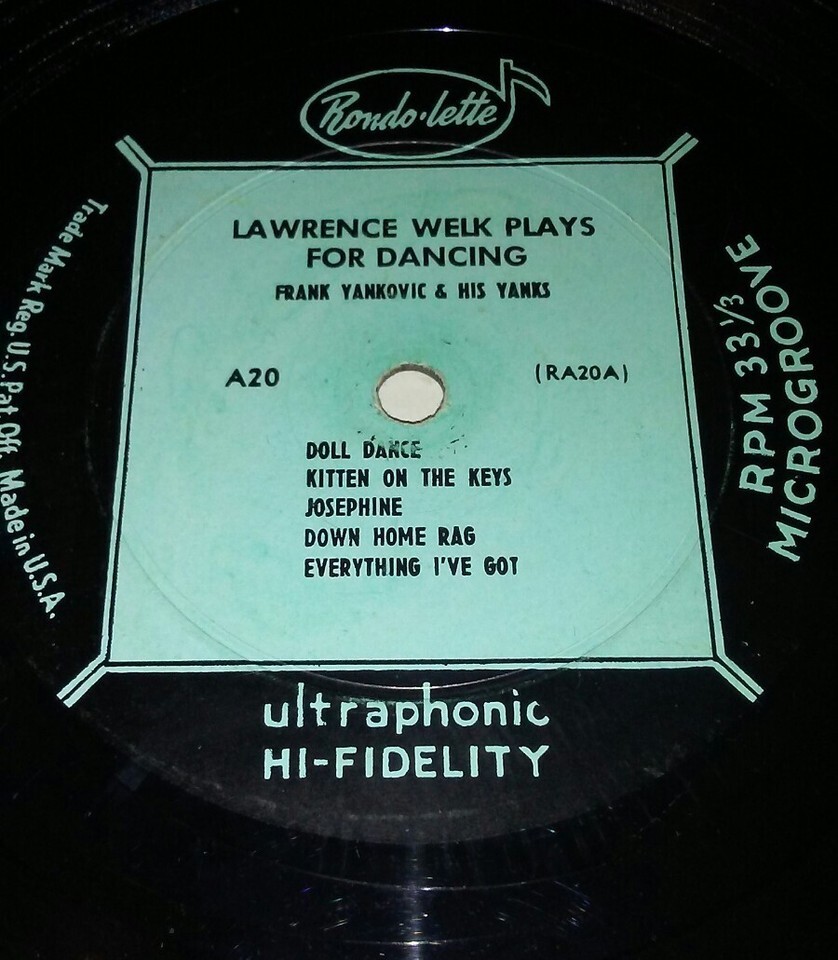 Rondo·lette
LAWRENCE WELK PLAYS
FOR DANCING
FRANK YANKOVIC & HIS YANKS
A20
(RA20A)
DOLL DANCE
KITTEN ON THE KEYS
JOSEPHINE
DOWN HOME RAG
EVERYTHING I'VE GOT
Trade Mark Reg. U.S. Pat. Off. Made in U.S.A.
RPM 33 1/3
MICROGROOVE
ultraphonic
HI-FIDELITY